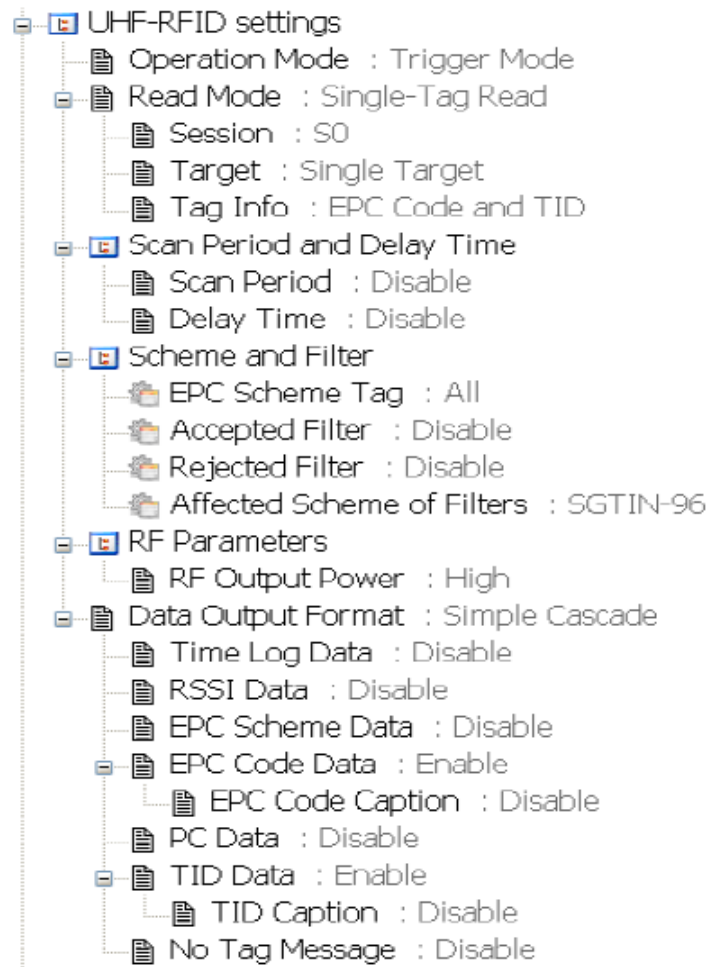 UHF-RFID settings
Operation Mode : Trigger Mode
Read Mode : Single-Tag Read
Session : S0
Target : Single Target
Tag Info : EPC Code and TID
Scan Period and Delay Time
Scan Period : Disable
Delay Time : Disable
Scheme and Filter
EPC Scheme Tag : All
Accepted Filter : Disable
Rejected Filter : Disable
Affected Scheme of Filters : SGTIN-96
RF Parameters
RF Output Power : High
Data Output Format : Simple Cascade
Time Log Data : Disable
RSSI Data : Disable
EPC Scheme Data : Disable
EPC Code Data : Enable
EPC Code Caption : Disable
PC Data : Disable
TID Data : Enable
TID Caption : Disable
No Tag Message : Disable